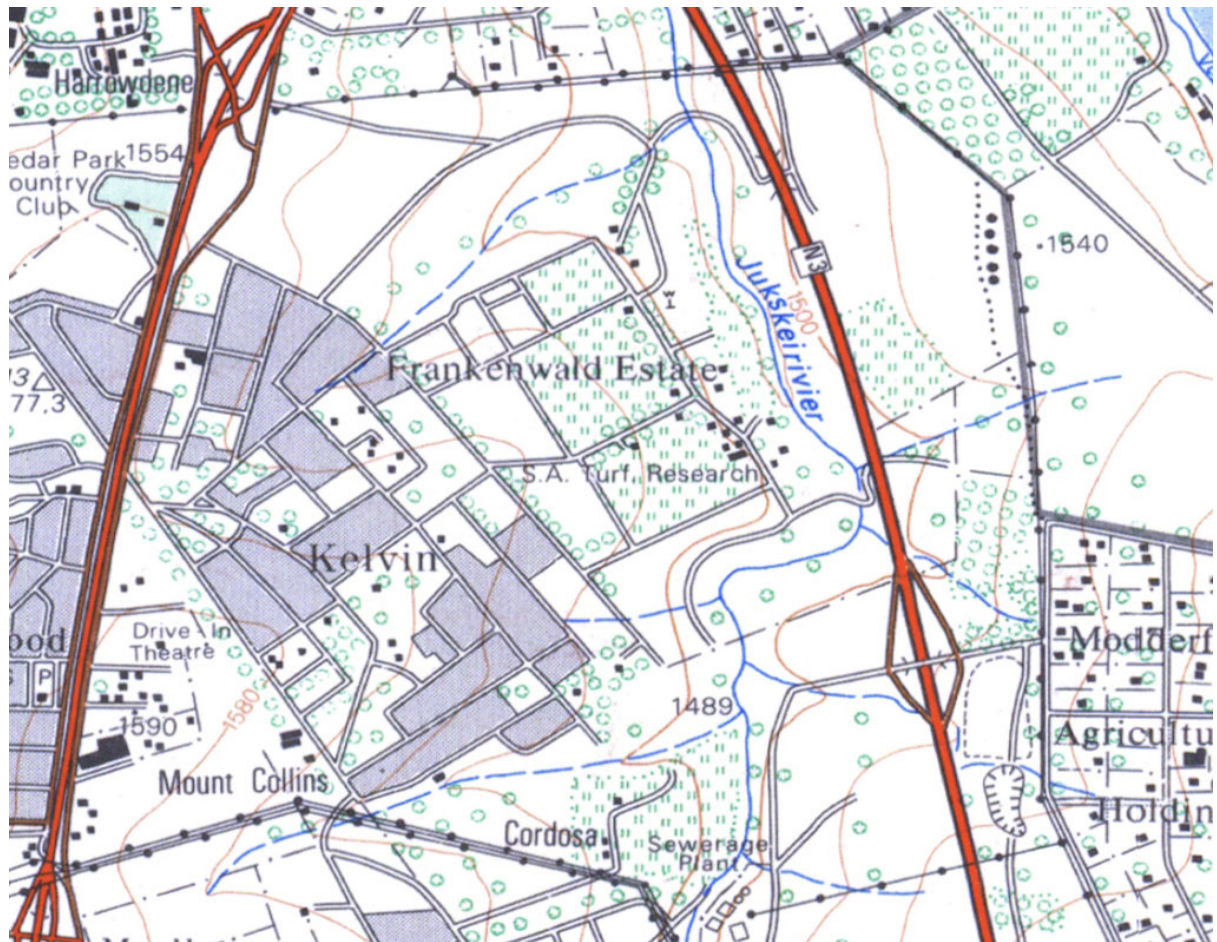 Harrowdene
edar Park
ountry
Club
1554
N3
1540
Jukskeirivier
1500
Frankenwald Estate
77,3
S.A. Turf Research
Kelvin
Drive-In
Theatre
ood
P
1580
1590
1489
Modderf
Agricultu
Holdin
Mount Collins
Cordosa
Sewerage
Plant